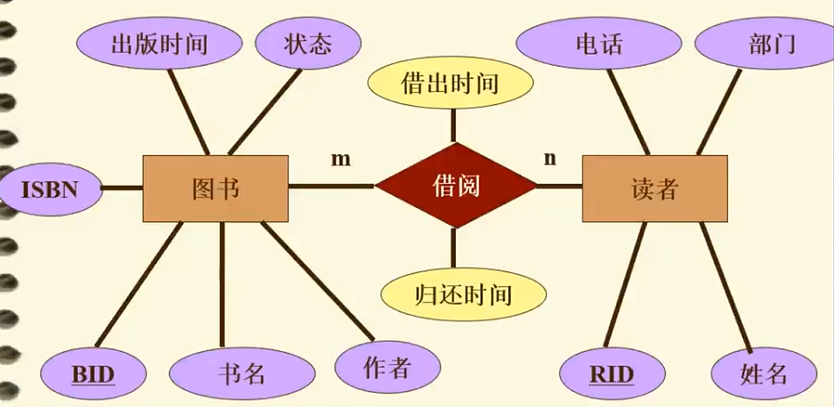 出版时间
状态
电话
部门
借出时间
m
n
ISBN
图书
借阅
读者
归还时间
BID
书名
作者
RID
姓名